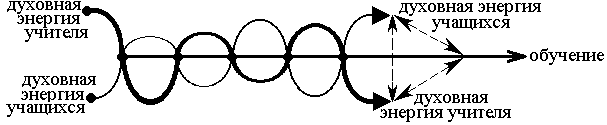 духовная
энергия
учителя
духовная
энергия
учащихся
духовная энергия
учащихся
обучение
духовная
энергия учителя